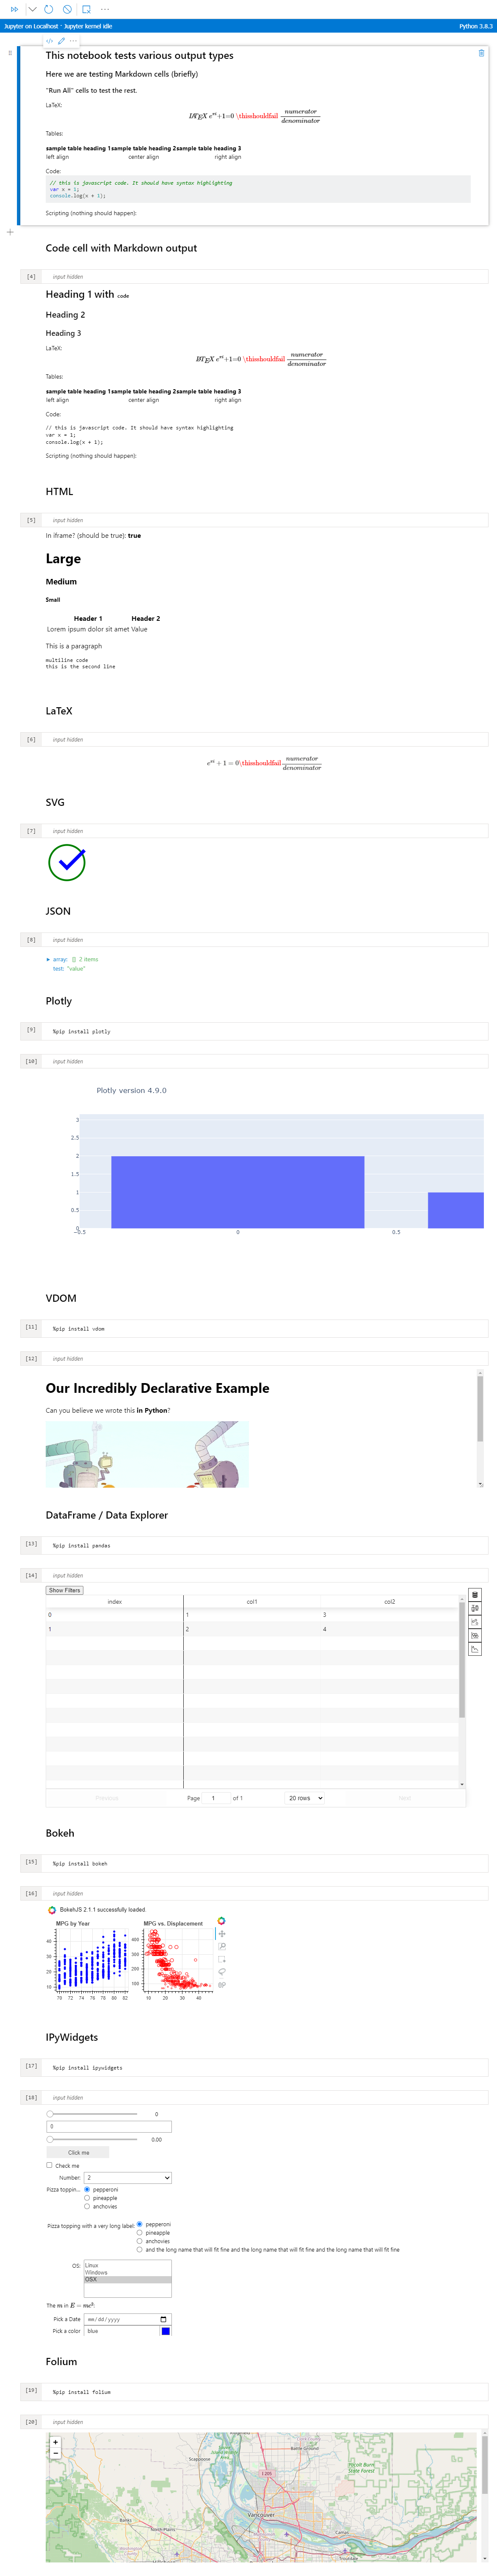 Jupyter on Localhost - Jupyter kernel idle
Python 3.8.3
This notebook tests various output types
Here we are testing Markdown cells (briefly)
"Run All" cells to test the rest.
LaTeX:
LATEX e^{iπ}+1=0 \thisshouldfail numerator
denominator
Tables:
sample table heading 1 sample table heading 2 sample table heading 3
left align center align right align
Code:
// this is javascript code. It should have syntax highlighting
var x = 1;
console.log(x + 1);
Scripting (nothing should happen):
Code cell with Markdown output
[4] input hidden
Heading 1 with code
Heading 2
Heading 3
LaTeX:
LATEX e^{iπ}+1=0 \thisshouldfail numerator
denominator
Tables:
sample table heading 1 sample table heading 2 sample table heading 3
left align center align right align
Code:
// this is javascript code. It should have syntax highlighting
var x = 1;
console.log(x + 1);
Scripting (nothing should happen):
HTML
[5] input hidden
In iframe? (should be true): true
Large
Medium
Small
Header 1 Header 2
Lorem ipsum dolor sit amet Value
This is a paragraph
multiline code
this is the second line
LaTeX
[6] input hidden
e^{iπ} + 1 = 0\thisshouldfail numerator
denominator
SVG
[7] input hidden
JSON
[8] input hidden
array: [] 2 items
test: "value"
Plotly
[9] %pip install plotly
[10] input hidden
Plotly version 4.9.0
3
2.5
2
1.5
1
0.5
0
−0.5 0 0.5
VDOM
[11] %pip install vdom
[12] input hidden
Our Incredibly Declarative Example
Can you believe we wrote this in Python?
DataFrame / Data Explorer
[13] %pip install pandas
[14] input hidden
Show Filters
index col1 col2
0 1 3
1 2 4
Previous Page 1 of 1 20 rows Next
Bokeh
[15] %pip install bokeh
[16] input hidden
BokehJS 2.1.1 successfully loaded.
MPG by Year MPG vs. Displacement
40
30
20
10
70 72 74 76 78 80 82
400
300
200
100
10 20 30 40
IPyWidgets
[17] %pip install ipywidgets
[18] input hidden
0
0
0.00
Click me
Check me
Number: 2
Pizza toppin... pepperoni
pineapple
anchovies
Pizza topping with a very long label: pepperoni
pineapple
anchovies
and the long name that will fit fine and the long name that will fit fine and the long name that will fit fine
OS: Linux
Windows
OSX
The m in E = mc²:
Pick a Date mm/dd/yyyy
Pick a color blue
Folium
[19] %pip install folium
[20] input hidden
+
−
Scappoose
Battle Ground
I 205
Vancouver
Banks
North Plains
Camas
Troutdale